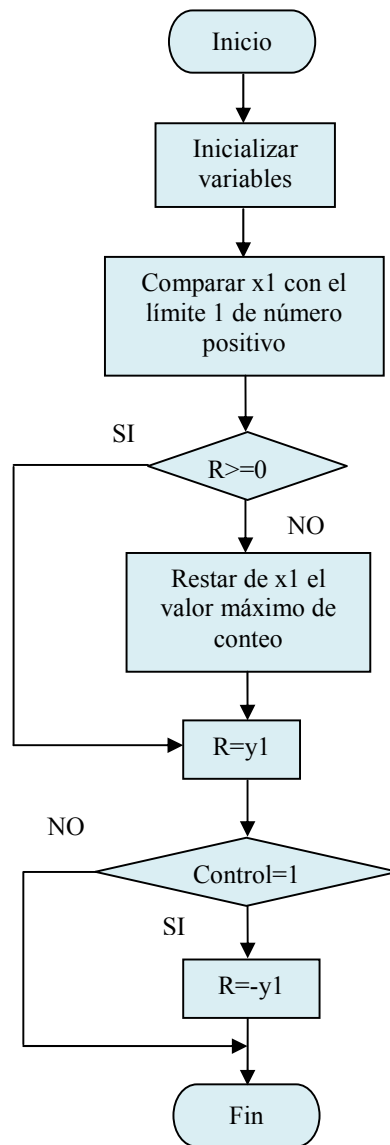 Inicio
Inicializar
variables
Comparar x1 con el
límite 1 de número
positivo
SI
R>=0
NO
Restar de x1 el
valor máximo de
conteo
R=y1
NO
Control=1
SI
R=-y1
Fin